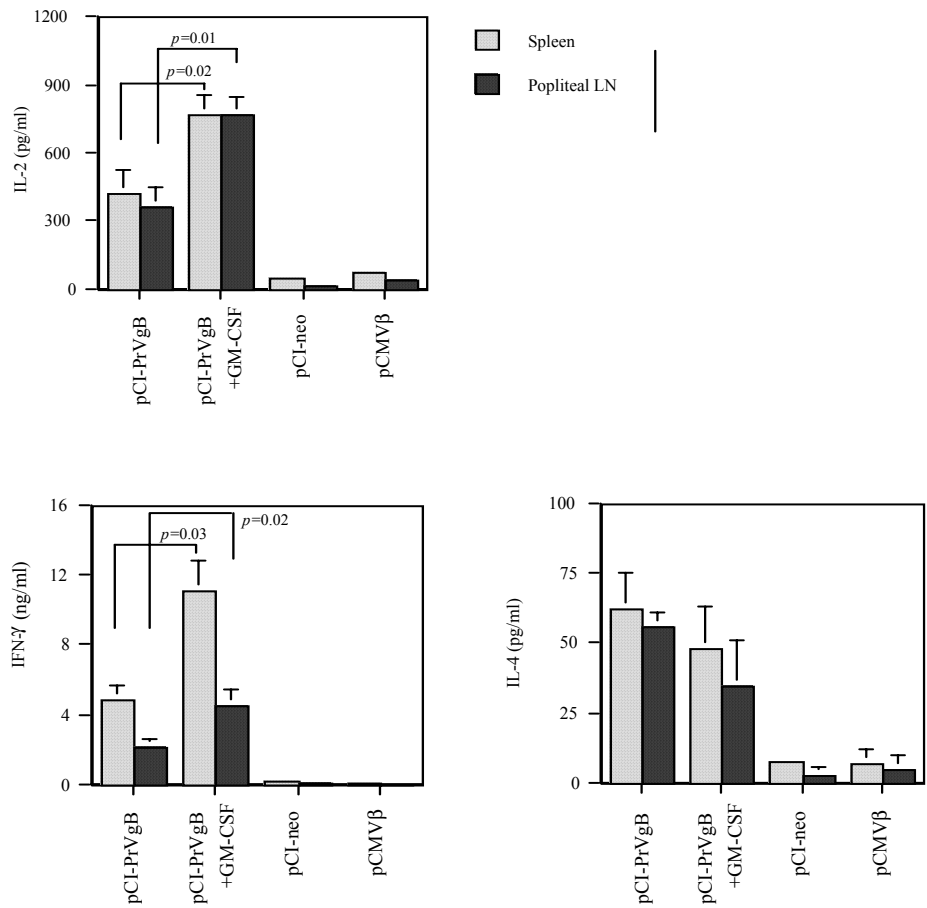 1200
900
600
300
0
IL-2 (pg/ml)
p=0.01
p=0.02
pCI-PrVgB
pCI-PrVgB
+GM-CSF
pCI-neo
pCMVβ
Spleen
Popliteal LN
16
12
8
4
0
IFN-γ (ng/ml)
p=0.02
p=0.03
pCI-PrVgB
pCI-PrVgB
+GM-CSF
pCI-neo
pCMVβ
100
75
50
25
0
IL-4 (pg/ml)
pCI-PrVgB
pCI-PrVgB
+GM-CSF
pCI-neo
pCMVβ